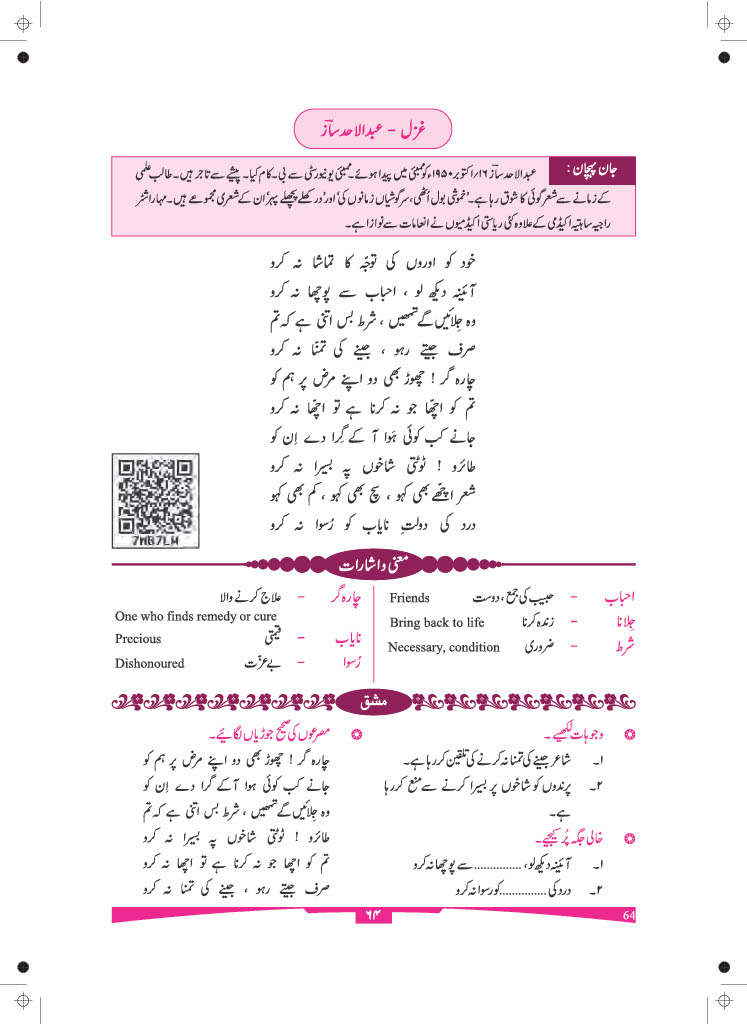 غزل - عبدالاحد سازؔ
جان پہچان :
عبدالاحد سازؔ ۱۶؍ اکتوبر ۱۹۵۰ء کو ممبئی میں پیدا ہوئے۔ ممبئی یونیورسٹی سے بی۔ کام کیا۔ پیشے سے تاجر ہیں۔ طالب علمی
کے زمانے سے شعر گوئی کا شوق رہا ہے۔ ’خموشی بول اُٹھی، سرگوشیاں زمانوں کی‘ اور ’در کھلے پچھلے پہر‘ ان کے شعری مجموعے ہیں۔ مہاراشٹر
راجیہ ساہتیہ اکیڈمی کے علاوہ کئی ریاستی اکیڈمیوں نے انعامات سے نوازا ہے۔
خود کو اوروں کی توجّہ کا تماشا نہ کرو
آئینہ دیکھ لو ، احباب سے پوچھا نہ کرو
وہ جِلائیں گے تمھیں ، شرط بس اتنی ہے کہ تم
صرف جیتے رہو ، جینے کی تمنّا نہ کرو
چارہ گر ! چھوڑ بھی دو اپنے مرض پر ہم کو
تم کو اچّھا جو نہ کرنا ہے تو اچّھا نہ کرو
جانے کب کوئی ہَوا آ کے گِرا دے اِن کو
طائرو ! ٹوٹتی شاخوں پہ بسیرا نہ کرو
شعر اچّھے بھی کہو ، سچ بھی کہو ، کم بھی کہو
درد کی دولتِ نایاب کو رُسوا نہ کرو
7MB7LW
معنی و اشارات
احباب - حبیب کی جمع، دوست Friends
جِلانا - زندہ کرنا Bring back to life
شرط - ضروری Necessary, condition
چارہ گر - علاج کرنے والا
One who finds remedy or cure
نایاب - قیمتی Precious
رُسوا - بے عزّت Dishonoured
مشق
وجوہات لکھیے ۔
۱۔ شاعر جینے کی تمنا نہ کرنے کی تلقین کر رہا ہے۔
۲۔ پرندوں کو شاخوں پر بسیرا کرنے سے منع کر رہا
ہے۔
خالی جگہ پُر کیجیے۔
۱۔ آئینہ دیکھ لو، ............... سے پوچھا نہ کرو
۲۔ درد کی ............... کو رسوا نہ کرو
مصرعوں کی صحیح جوڑیاں لگائیے۔
چارہ گر ! چھوڑ بھی دو اپنے مرض پر ہم کو
جانے کب کوئی ہوا آ کے گرا دے اِن کو
وہ جِلائیں گے تمھیں ، شرط بس اتنی ہے کہ تم
طائرو ! ٹوٹتی شاخوں پہ بسیرا نہ کرو
تم کو اچھا جو نہ کرنا ہے تو اچھا نہ کرو
صرف جیتے رہو ، جینے کی تمنا نہ کرو
۶۴
64